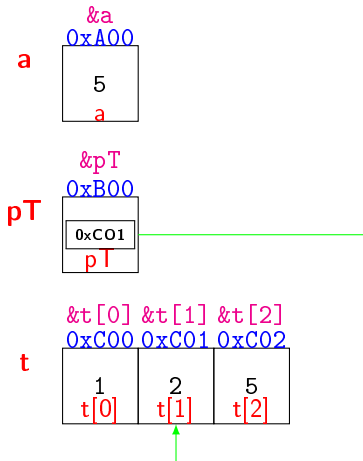 &a
0xA00
a
5
a
&pT
0xB00
pT
0xC01
pT
&t[0] &t[1] &t[2]
0xC00 0xC01 0xC02
t
1 2 5
t[0] t[1] t[2]